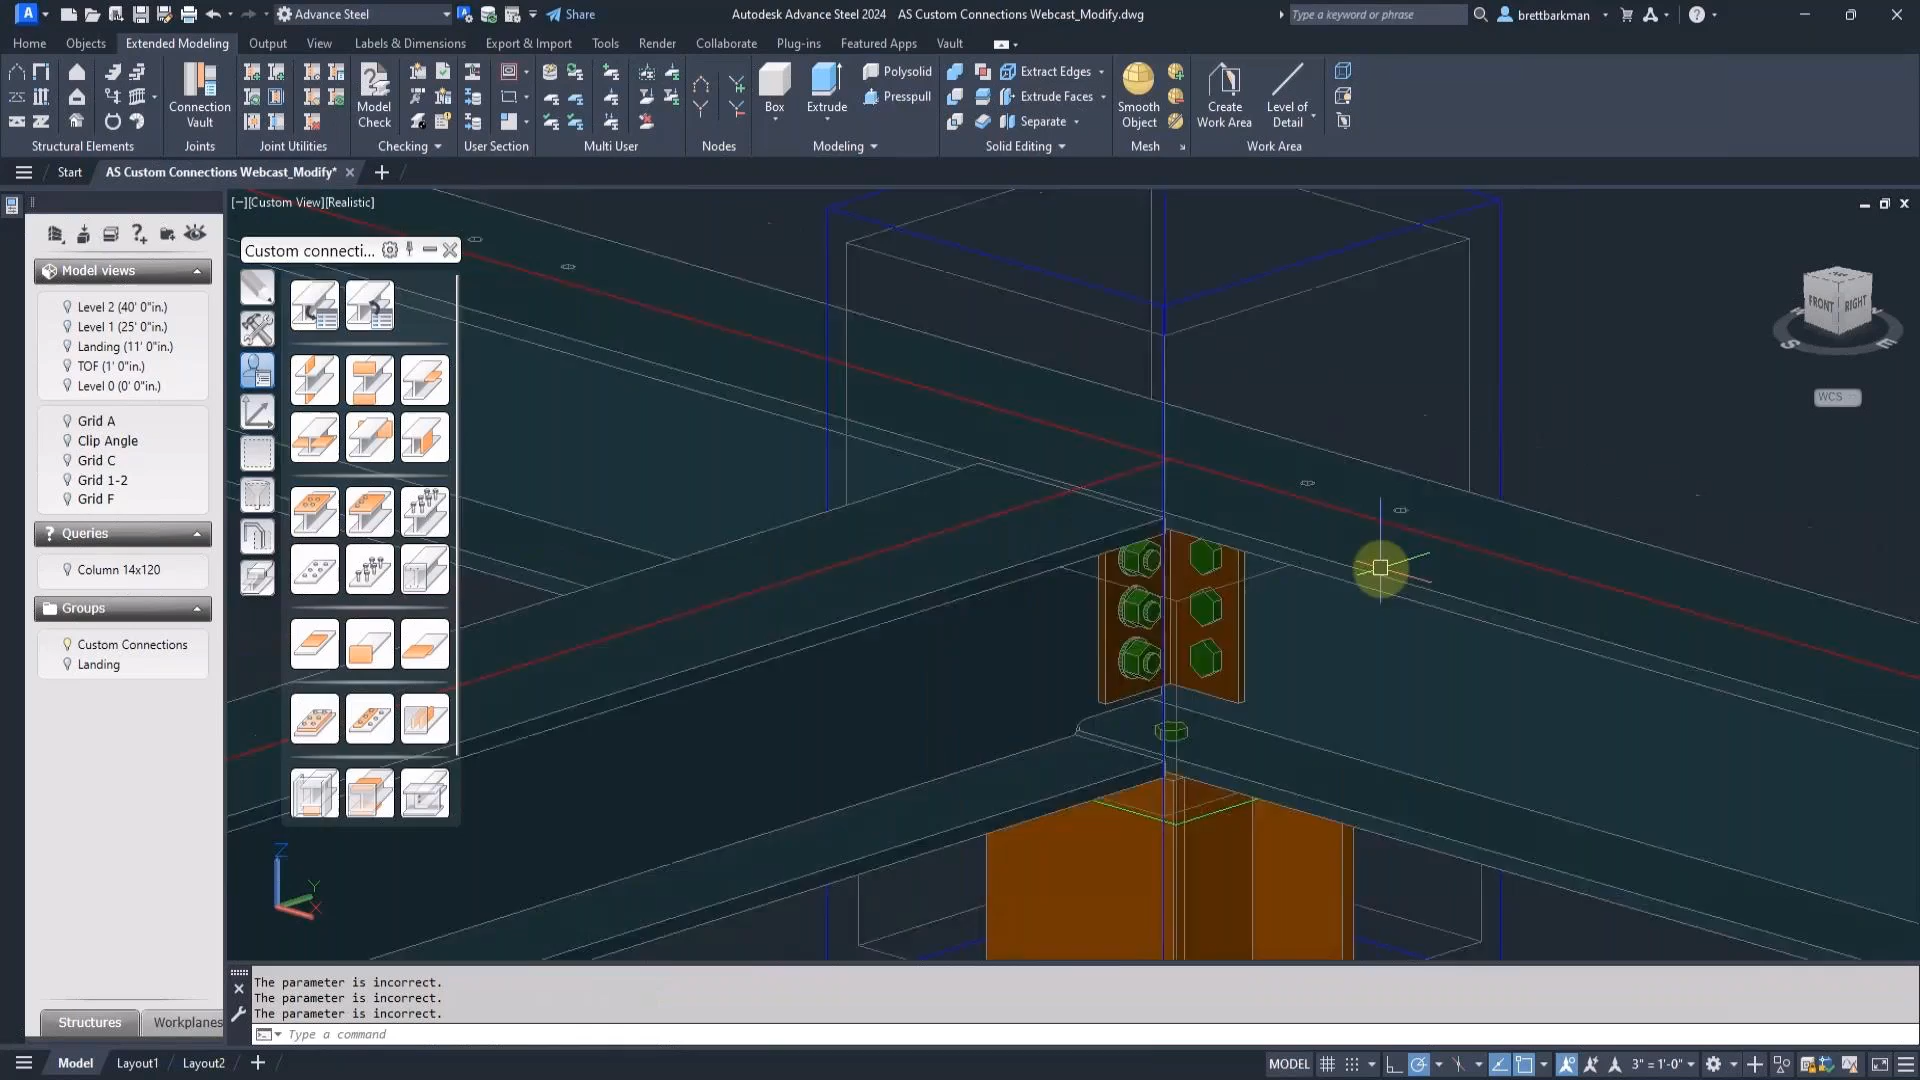 Advance Steel
Share
Autodesk Advance Steel 2024 AS Custom Connections Webcast_Modify.dwg
Type a keyword or phrase
brettbarkman
Home Objects Extended Modeling Output View Labels & Dimensions Export & Import Tools Render Collaborate Plug-ins Featured Apps Vault
Polysolid
Extract Edges
Presspull
Extrude Faces
Separate
Connection
Vault
Model
Check
Box
Extrude
Smooth
Object
Create
Work Area
Level of
Detail
Structural Elements Joints Joint Utilities Checking User Section Multi User Nodes Modeling Solid Editing Mesh Work Area
Start AS Custom Connections Webcast_Modify*
[−][Custom View][Realistic]
Custom connecti...
Model views
Level 2 (40' 0"in.)
Level 1 (25' 0"in.)
Landing (11' 0"in.)
TOF (1' 0"in.)
Level 0 (0' 0"in.)
Grid A
Clip Angle
Grid C
Grid 1-2
Grid F
Queries
Column 14x120
Groups
Custom Connections
Landing
Structures Workplanes
FRONT RIGHT
S E
WCS
Z
Y
X
The parameter is incorrect.
The parameter is incorrect.
The parameter is incorrect.
Type a command
Model Layout1 Layout2
MODEL 3" = 1'-0"